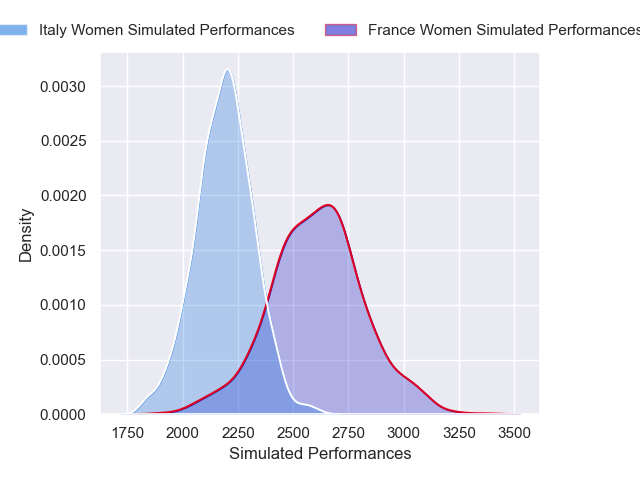 Italy Women Simulated Performances France Women Simulated Performances
0.0030
0.0025
0.0020
0.0015
0.0010
0.0005
0.0000
Density
1750 2000 2250 2500 2750 3000 3250 3500
Simulated Performances